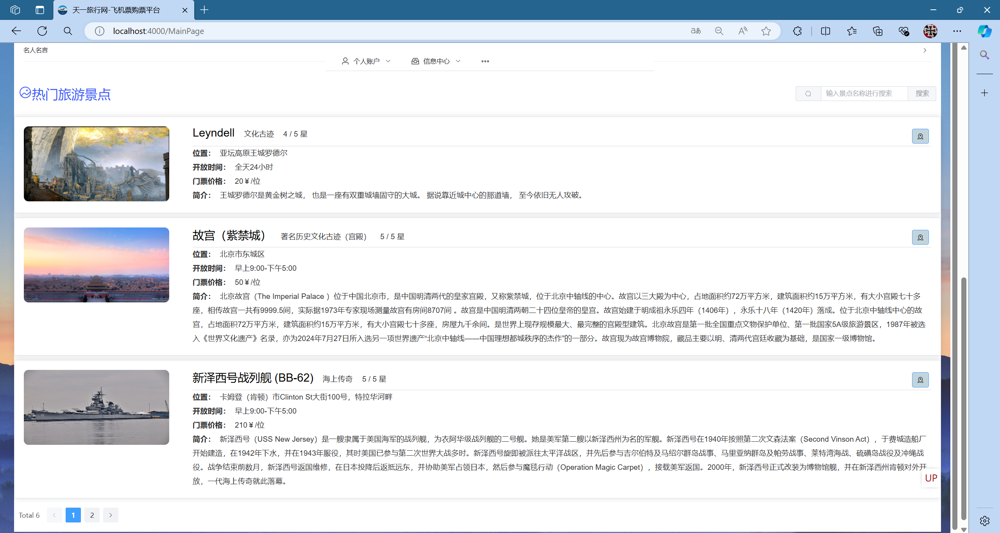 天一旅行网-飞机票购票平台
localhost:4000/MainPage
名人名言
个人账户 信息中心
热门旅游景点
输入景点名称进行搜索 搜索
Leyndell 文化古迹 4 / 5 星
位置： 亚坛高原王城罗德尔
开放时间： 全天24小时
门票价格： 20￥/位
简介： 王城罗德尔是黄金树之城， 也是一座有双重城墙固守的大城。 据说靠近城中心的那道墙， 至今依旧无人攻破。
故宫（紫禁城） 著名历史文化古迹（宫殿） 5 / 5 星
位置： 北京市东城区
开放时间： 早上9:00-下午5:00
门票价格： 50￥/位
简介： 北京故宫（The Imperial Palace ）位于中国北京市，是中国明清两代的皇家宫殿，又称紫禁城，位于北京中轴线的中心。故宫以三大殿为中心，占地面积约72万平方米，建筑面积约15万平方米，有大小宫殿七十多
座，相传故宫一共有9999.5间，实际据1973年专家现场测量故宫有房间8707间 。故宫是中国明清两朝二十四位皇帝的皇宫。故宫始建于明成祖永乐四年（1406年），永乐十八年（1420年）落成。位于北京中轴线中心的故
宫，占地面积72万平方米，建筑面积约15万平方米，有大小宫殿七十多座，房屋九千余间。是世界上现存规模最大、最完整的宫殿型建筑。北京故宫是第一批全国重点文物保护单位、第一批国家5A级旅游景区，1987年被选
入《世界文化遗产》名录，亦为2024年7月27日所入选另一项世界遗产“北京中轴线——中国理想都城秩序的杰作”的一部分。故宫现为故宫博物院，藏品主要以明、清两代宫廷收藏为基础，是国家一级博物馆。
新泽西号战列舰 (BB-62) 海上传奇 5 / 5 星
位置： 卡姆登（肯顿）市Clinton St大街100号，特拉华河畔
开放时间： 早上9:00-下午5:00
门票价格： 210￥/位
简介： 新泽西号（USS New Jersey）是一艘隶属于美国海军的战列舰，为衣阿华级战列舰的二号舰。她是美军第二艘以新泽西州为名的军舰。新泽西号在1940年按照第二次文森法案（Second Vinson Act），于费城造船厂
开始建造，在1942年下水，并在1943年服役，其时美国已参与第二次世界大战多时。新泽西号旋即被派往太平洋战区，并先后参与吉尔伯特及马绍尔群岛战事、马里亚纳群岛及帕劳战事、莱特湾海战、硫磺岛战役及冲绳战
役。战争结束前数月，新泽西号返国维修，在日本投降后返抵远东，并协助美军占领日本，然后参与魔毯行动（Operation Magic Carpet），接载美军返国。2000年，新泽西号正式改装为博物馆舰，并在新泽西州肯顿对外开
放，一代海上传奇就此落幕。
UP
Total 6 1 2